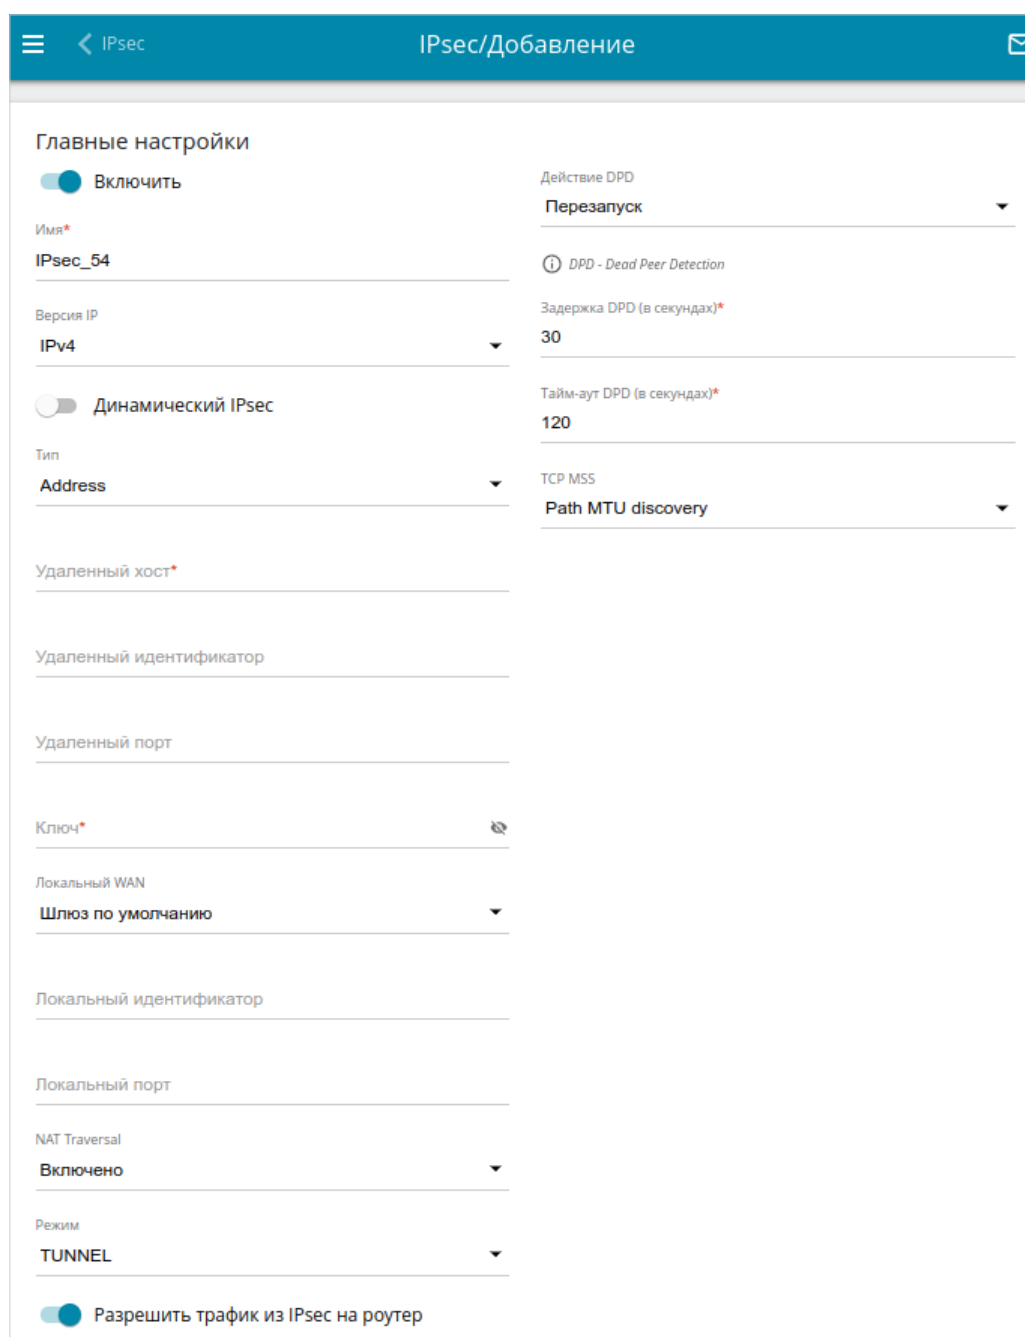 IPsec
IPsec/Добавление
Главные настройки
Включить
Имя*
IPsec_54
Версия IP
IPv4
Динамический IPsec
Тип
Address
Удаленный хост*
Удаленный идентификатор
Удаленный порт
Ключ*
Локальный WAN
Шлюз по умолчанию
Локальный идентификатор
Локальный порт
NAT Traversal
Включено
Режим
TUNNEL
Разрешить трафик из IPsec на роутер
Действие DPD
Перезапуск
DPD - Dead Peer Detection
Задержка DPD (в секундах)*
30
Тайм-аут DPD (в секундах)*
120
TCP MSS
Path MTU discovery